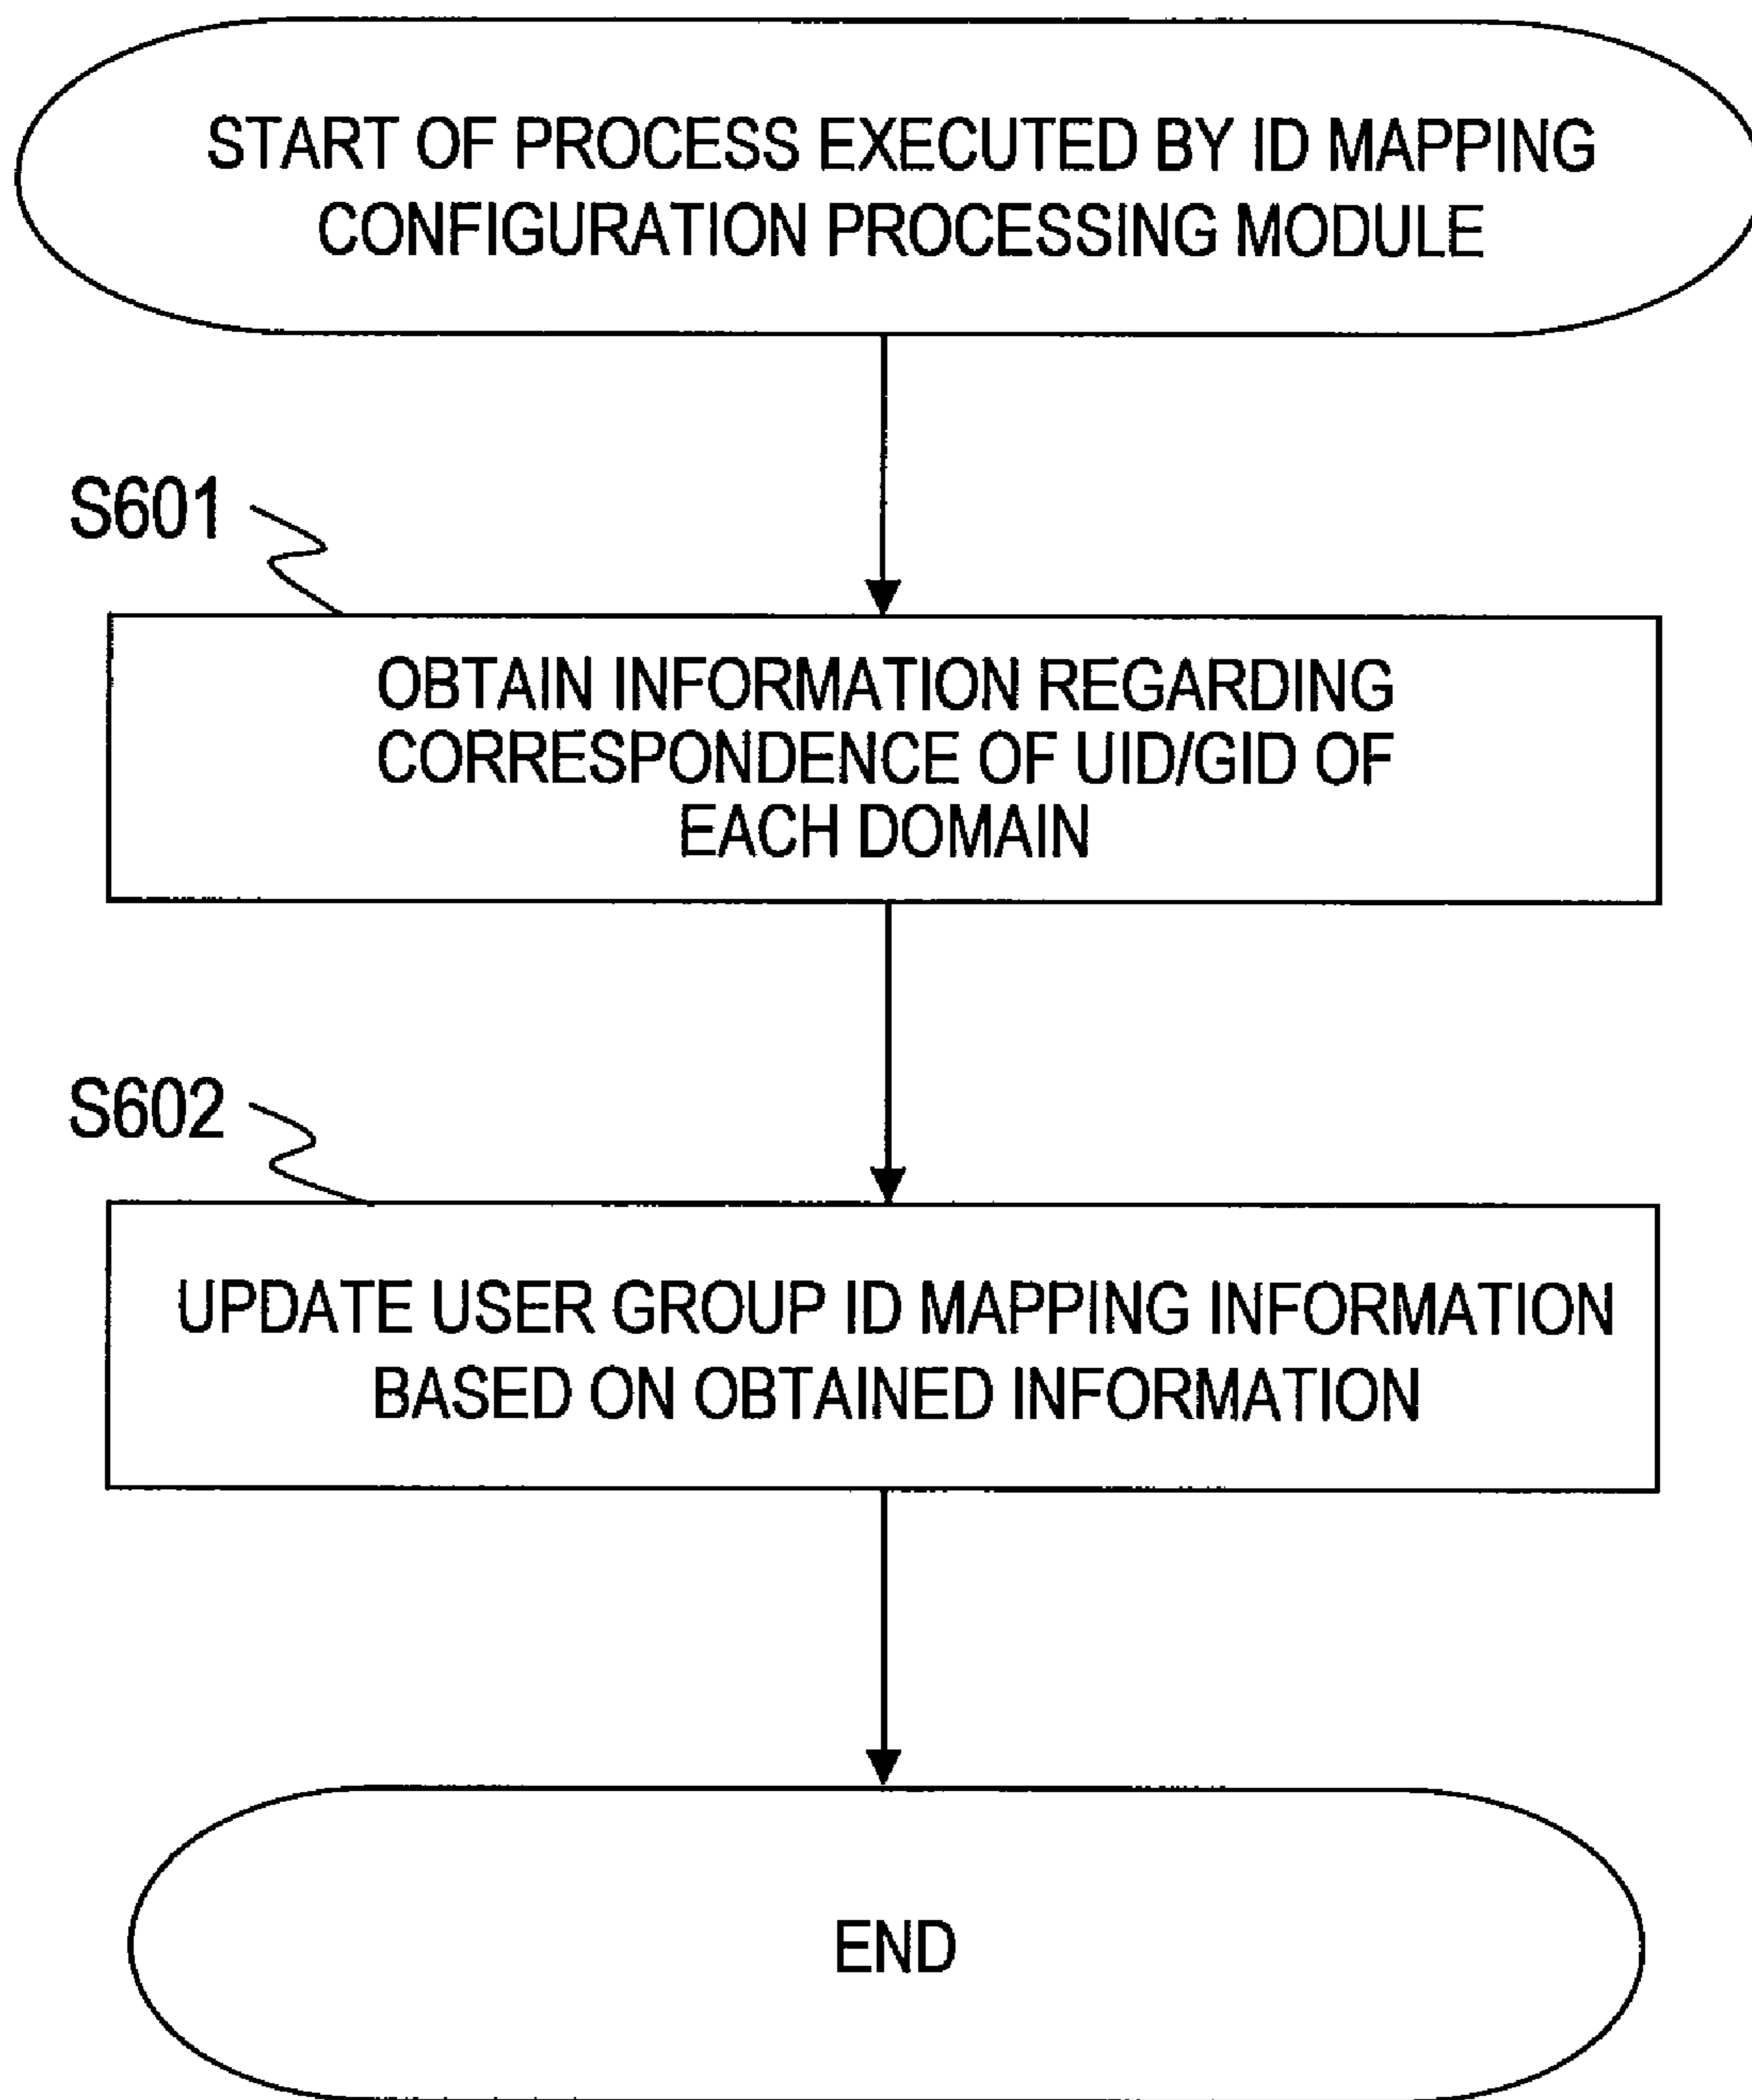 START OF PROCESS EXECUTED BY ID MAPPING
CONFIGURATION PROCESSING MODULE
S601
OBTAIN INFORMATION REGARDING
CORRESPONDENCE OF UID/GID OF
EACH DOMAIN
S602
UPDATE USER GROUP ID MAPPING INFORMATION
BASED ON OBTAINED INFORMATION
END